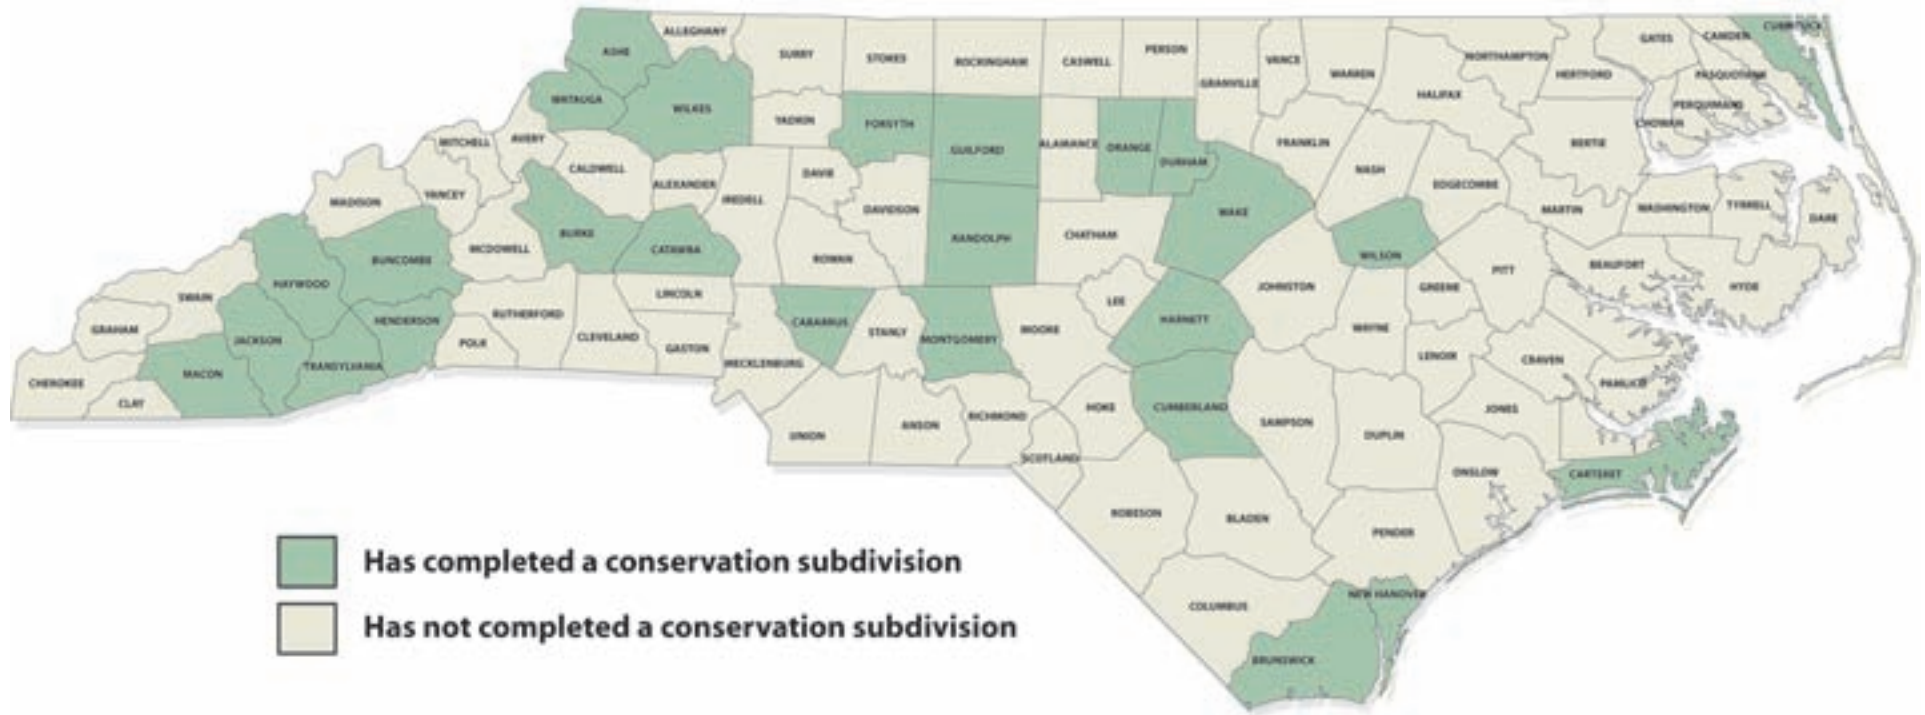 ALLEGHANY
ASHE
SURRY
STOKES
ROCKINGHAM
CASWELL
PERSON
GRANVILLE
VANCE
WARREN
NORTHAMPTON
GATES
CAMDEN
CURRITUCK
HERTFORD
PASQUOTANK
HALIFAX
PERQUIMANS
CHOWAN
WATAUGA
WILKES
YADKIN
FORSYTH
GUILFORD
ALAMANCE
ORANGE
DURHAM
FRANKLIN
NASH
EDGECOMBE
BERTIE
MITCHELL
AVERY
CALDWELL
ALEXANDER
IREDELL
DAVIE
DAVIDSON
MADISON
YANCEY
MARTIN
WASHINGTON
TYRRELL
DARE
BUNCOMBE
MCDOWELL
BURKE
CATAWBA
ROWAN
RANDOLPH
CHATHAM
WAKE
WILSON
PITT
BEAUFORT
HYDE
SWAIN
HAYWOOD
LINCOLN
LEE
JOHNSTON
GREENE
GRAHAM
JACKSON
HENDERSON
RUTHERFORD
POLK
CLEVELAND
GASTON
MECKLENBURG
CABARRUS
STANLY
MONTGOMERY
MOORE
HARNETT
WAYNE
LENOIR
CRAVEN
PAMLICO
CHEROKEE
CLAY
MACON
TRANSYLVANIA
UNION
ANSON
RICHMOND
HOKE
CUMBERLAND
SAMPSON
DUPLIN
JONES
SCOTLAND
ONSLOW
CARTERET
ROBESON
BLADEN
PENDER
COLUMBUS
NEW HANOVER
BRUNSWICK
Has completed a conservation subdivision
Has not completed a conservation subdivision